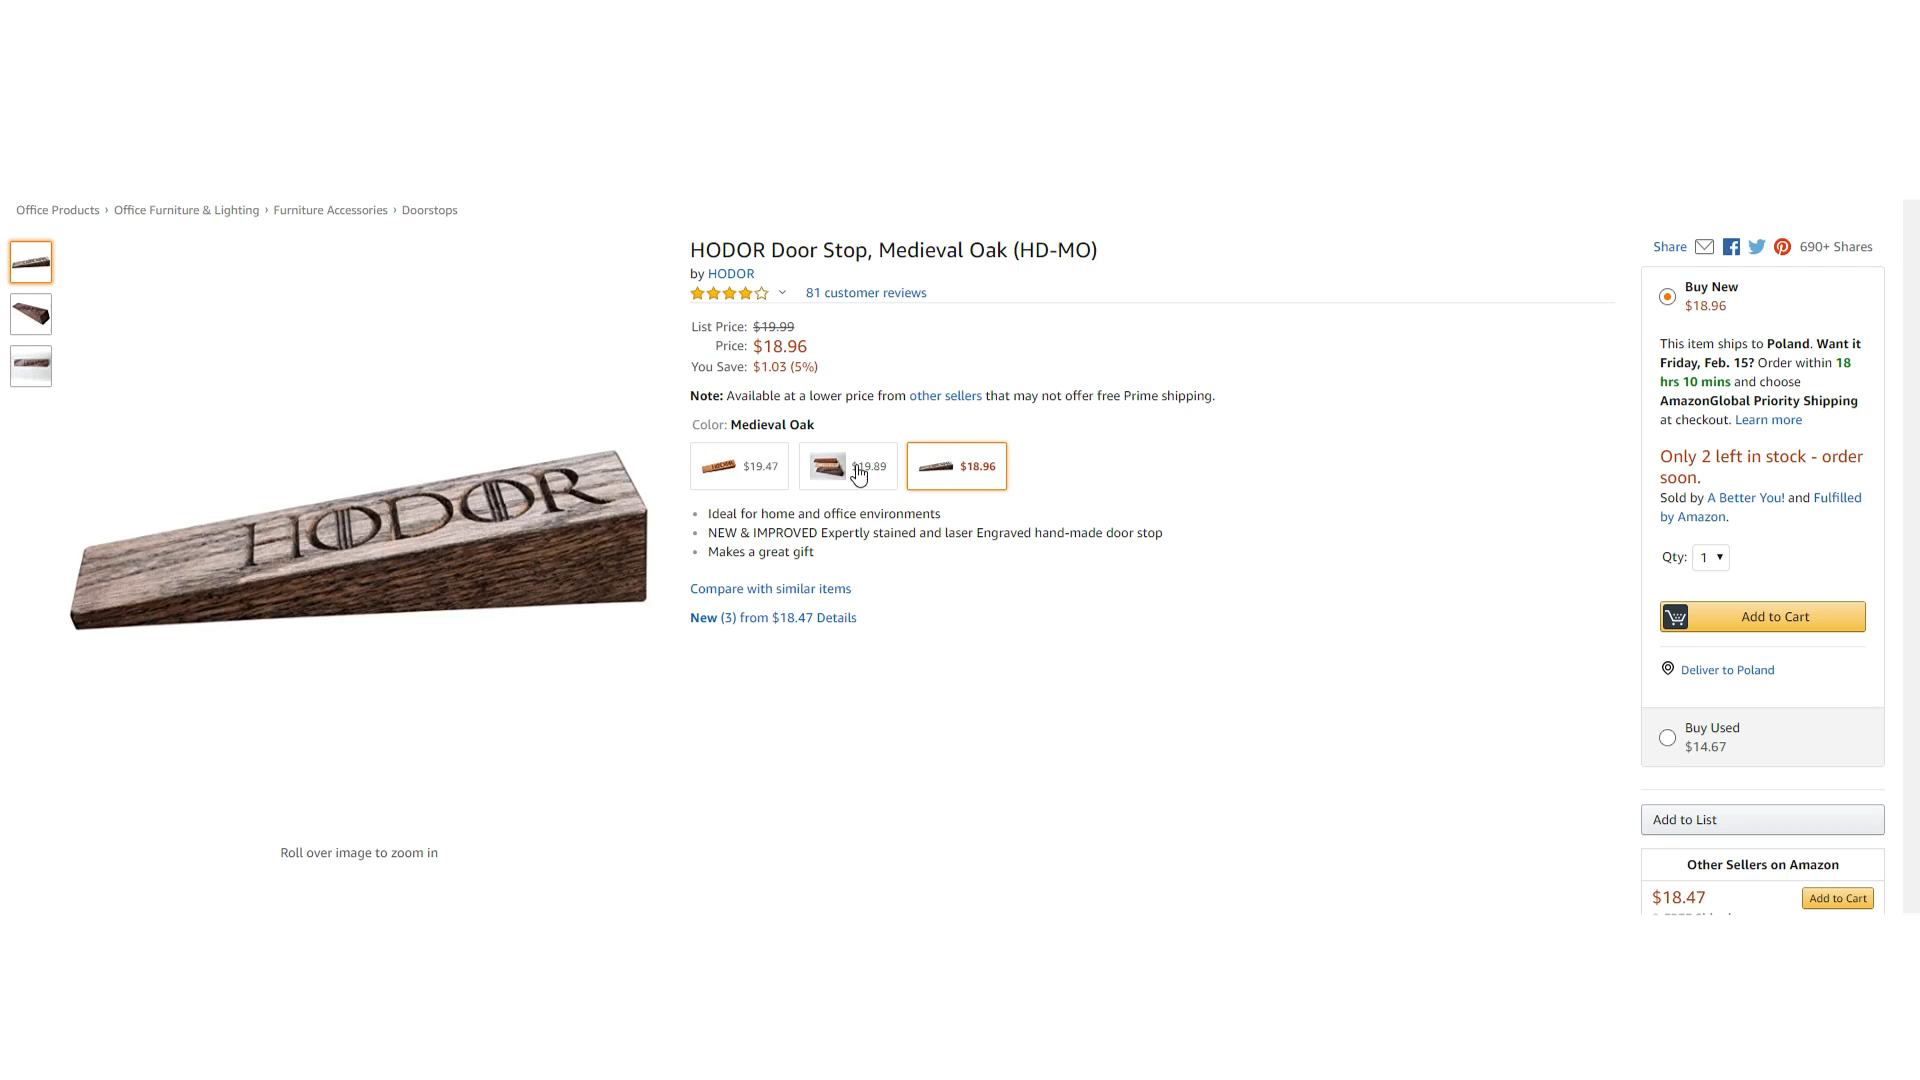 Office Products › Office Furniture & Lighting › Furniture Accessories › Doorstops
HODOR
Roll over image to zoom in
HODOR Door Stop, Medieval Oak (HD-MO)
by HODOR
81 customer reviews
List Price: $19.99
Price: $18.96
You Save: $1.03 (5%)
Note: Available at a lower price from other sellers that may not offer free Prime shipping.
Color: Medieval Oak
$19.47 $19.89 $18.96
Ideal for home and office environments
NEW & IMPROVED Expertly stained and laser Engraved hand-made door stop
Makes a great gift
Compare with similar items
New (3) from $18.47 Details
Share 690+ Shares
Buy New
$18.96
This item ships to Poland. Want it
Friday, Feb. 15? Order within 18
hrs 10 mins and choose
AmazonGlobal Priority Shipping
at checkout. Learn more
Only 2 left in stock - order
soon.
Sold by A Better You! and Fulfilled
by Amazon.
Qty: 1
Add to Cart
Deliver to Poland
Buy Used
$14.67
Add to List
Other Sellers on Amazon
$18.47 Add to Cart